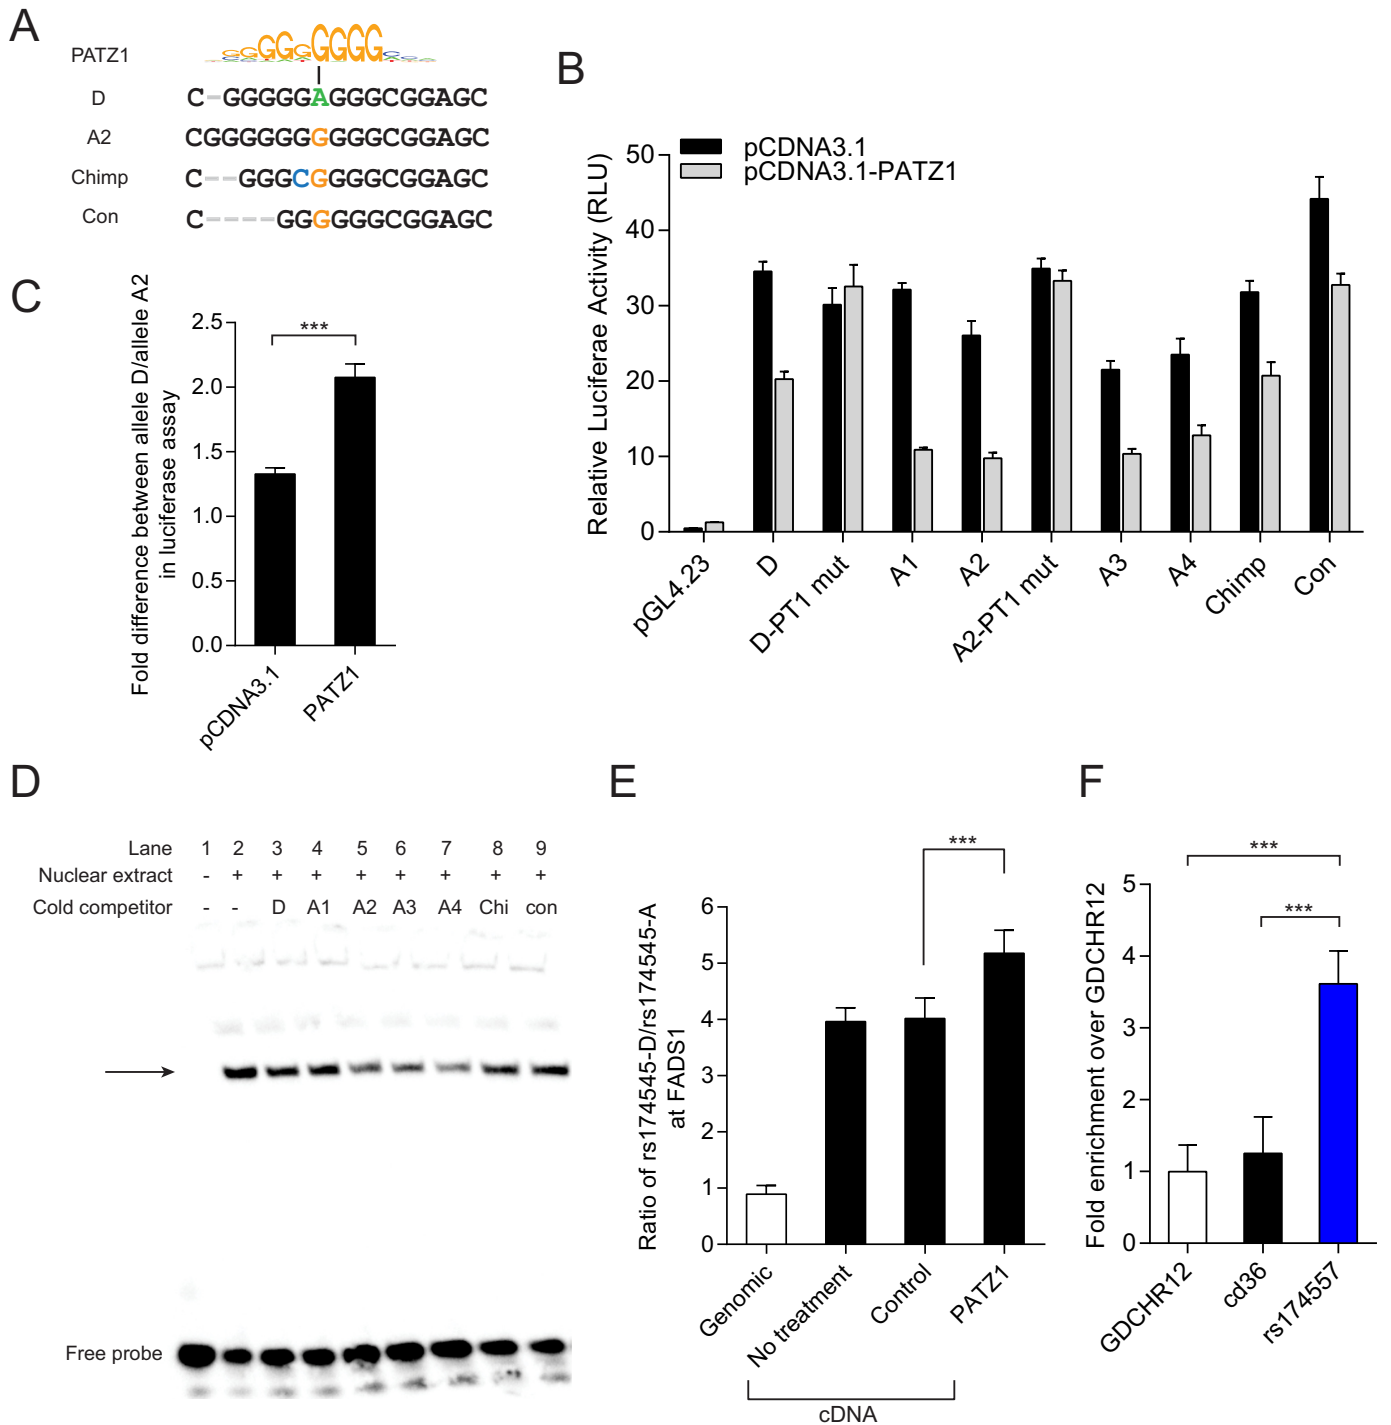 A
PATZ1
D
C-GGGGGAGGGCGGAGC
A2
CGGGGGGGGGGCGGAGC
Chimp
C--GGGCGGGGCGGAGC
Con
C----GGGGGGCGGAGC
B
Relative Luciferae Activity (RLU)
50
40
30
20
10
0
pCDNA3.1
pCDNA3.1-PATZ1
pGL4.23
D
D-PT1 mut
A1
A2
A2-PT1 mut
A3
A4
Chimp
Con
C
Fold difference between allele D/allele A2
in luciferase assay
2.5
2.0
1.5
1.0
0.5
0.0
***
pCDNA3.1
PATZ1
D
Lane 1 2 3 4 5 6 7 8 9
Nuclear extract - + + + + + + + +
Cold competitor - - D A1 A2 A3 A4 Chi con
Free probe
E
Ratio of rs174545-D/rs174545-A
at FADS1
6
5
4
3
2
1
0
***
Genomic
No treatment
Control
PATZ1
cDNA
F
Fold enrichment over GDCHR12
5
4
3
2
1
0
***
***
GDCHR12
cd36
rs174557